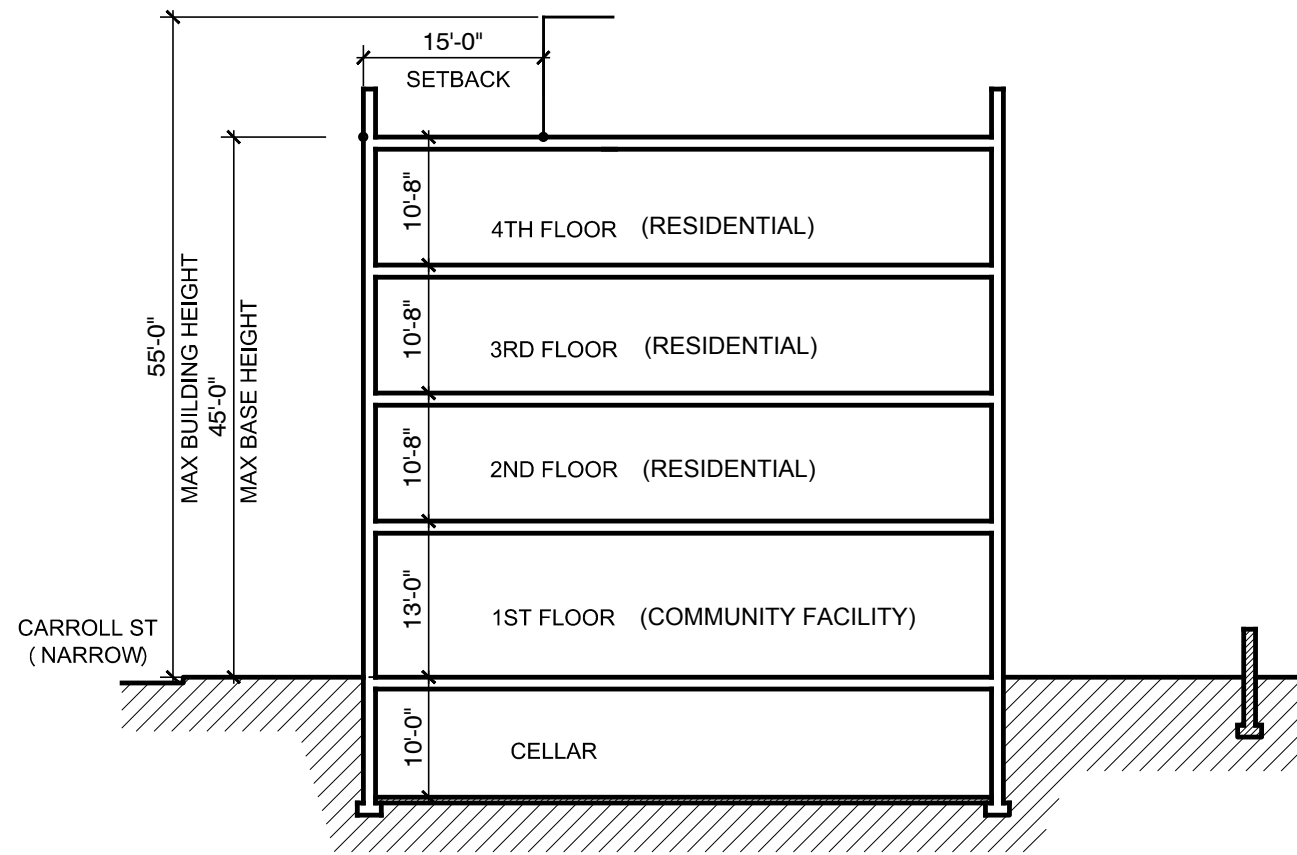 15'-0"
SETBACK
10'-8"
4TH FLOOR (RESIDENTIAL)
55'-0"
MAX BUILDING HEIGHT
45'-0"
MAX BASE HEIGHT
10'-8"
3RD FLOOR (RESIDENTIAL)
10'-8"
2ND FLOOR (RESIDENTIAL)
13'-0"
1ST FLOOR (COMMUNITY FACILITY)
CARROLL ST
( NARROW)
10'-0"
CELLAR